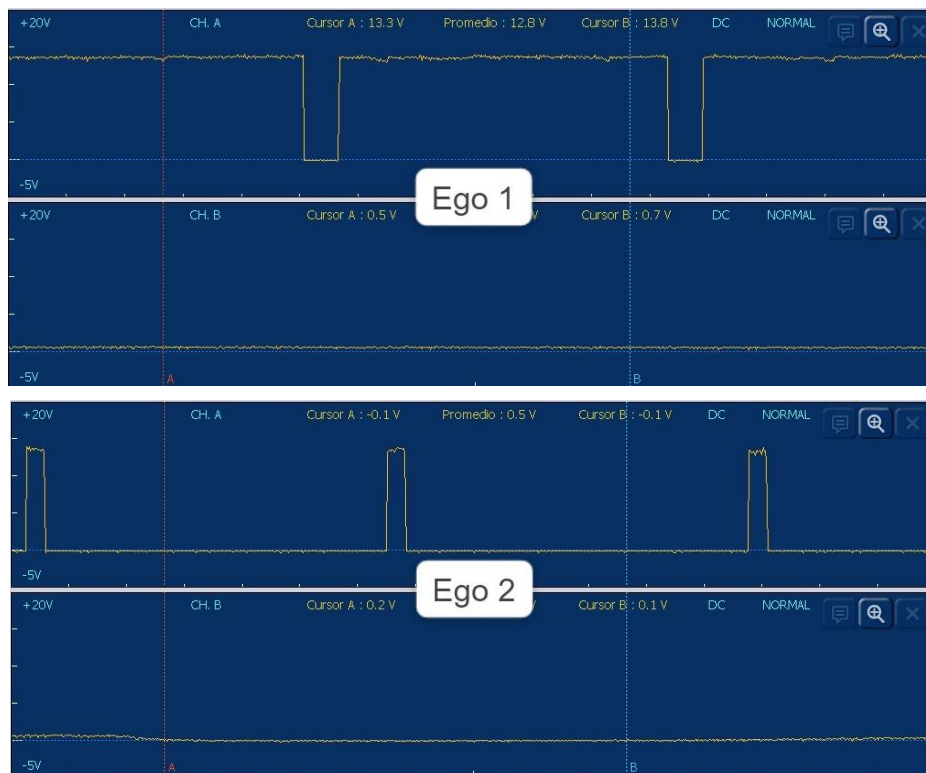 +20V CH. A Cursor A : 13.3 V Promedio : 12.8 V Cursor B : 13.8 V DC NORMAL
-5V
Ego 1
+20V CH. B Cursor A : 0.5 V V Cursor B : 0.7 V DC NORMAL
-5V A B
+20V CH. A Cursor A : -0.1 V Promedio : 0.5 V Cursor B : -0.1 V DC NORMAL
-5V
Ego 2
+20V CH. B Cursor A : 0.2 V V Cursor B : 0.1 V DC NORMAL
-5V A B